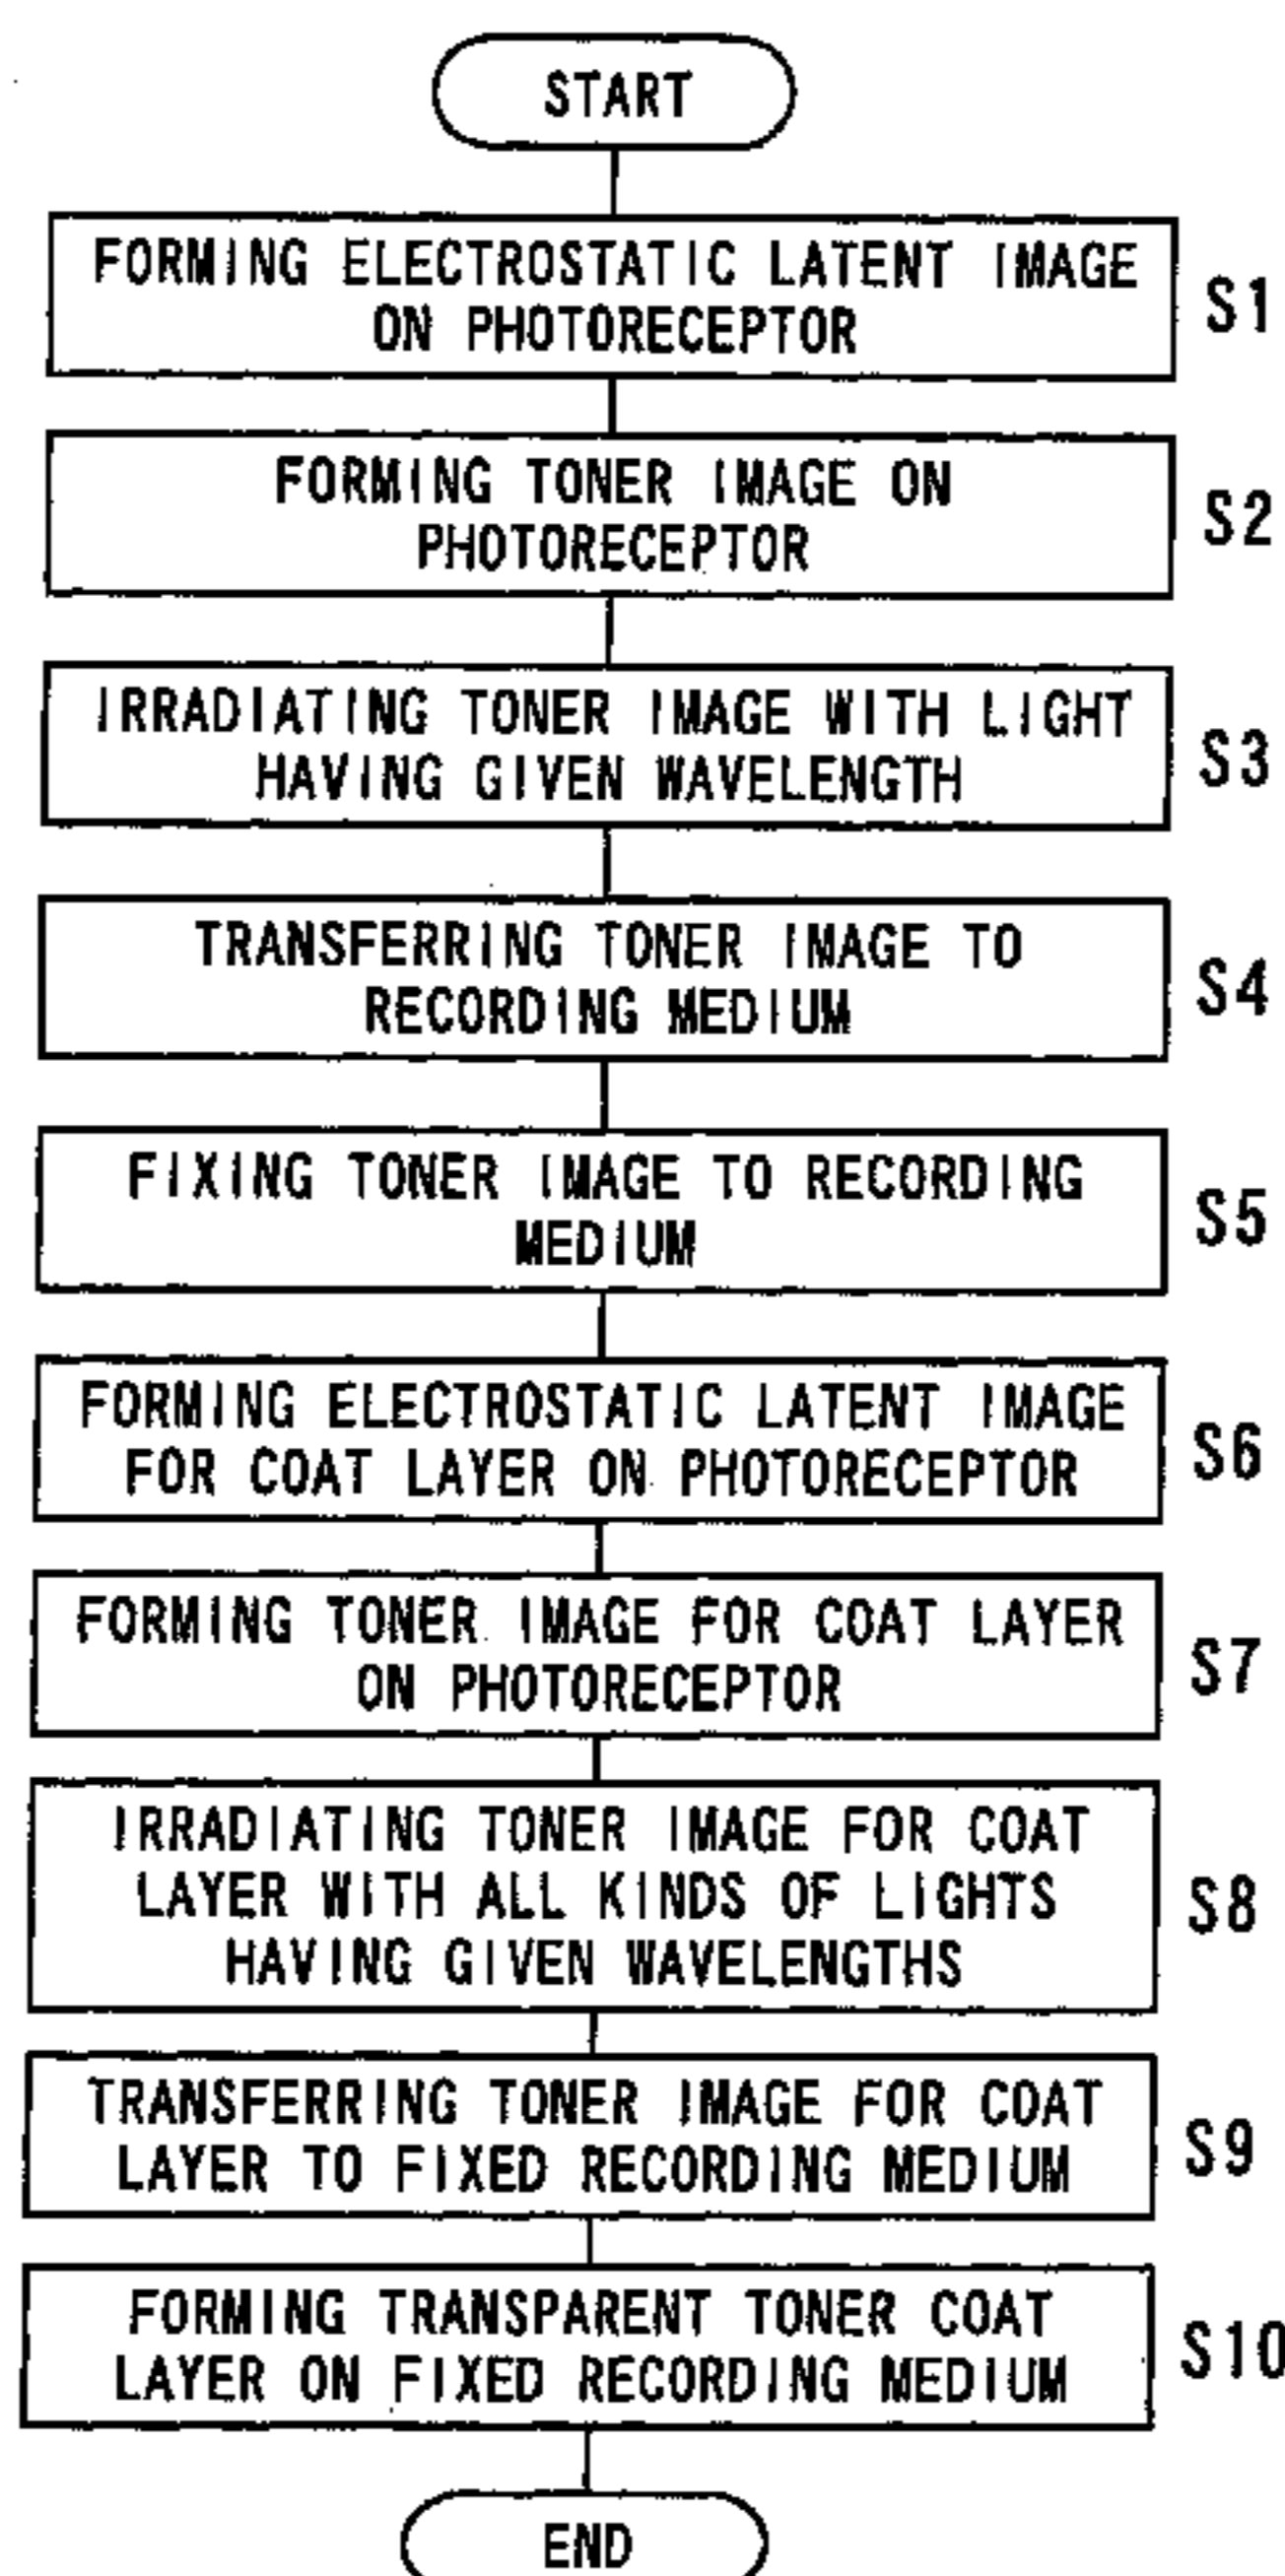 START
FORMING ELECTROSTATIC LATENT IMAGE
ON PHOTORECEPTOR
S1
FORMING TONER IMAGE ON
PHOTORECEPTOR
S2
IRRADIATING TONER IMAGE WITH LIGHT
HAVING GIVEN WAVELENGTH
S3
TRANSFERRING TONER IMAGE TO
RECORDING MEDIUM
S4
FIXING TONER IMAGE TO RECORDING
MEDIUM
S5
FORMING ELECTROSTATIC LATENT IMAGE
FOR COAT LAYER ON PHOTORECEPTOR
S6
FORMING TONER IMAGE FOR COAT LAYER
ON PHOTORECEPTOR
S7
IRRADIATING TONER IMAGE FOR COAT
LAYER WITH ALL KINDS OF LIGHTS
HAVING GIVEN WAVELENGTHS
S8
TRANSFERRING TONER IMAGE FOR COAT
LAYER TO FIXED RECORDING MEDIUM
S9
FORMING TRANSPARENT TONER COAT
LAYER ON FIXED RECORDING MEDIUM
S10
END